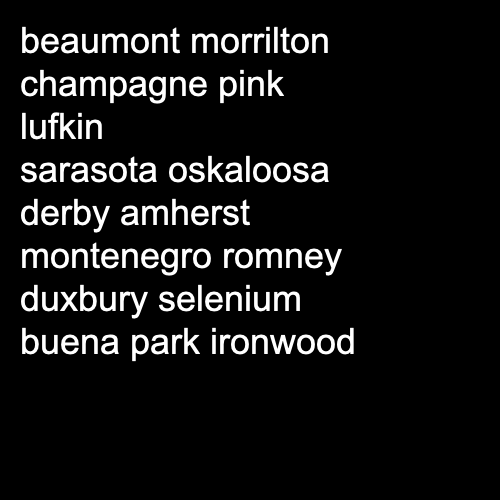 beaumont morrilton
champagne pink
lufkin
sarasota oskaloosa
derby amherst
montenegro romney
duxbury selenium
buena park ironwood